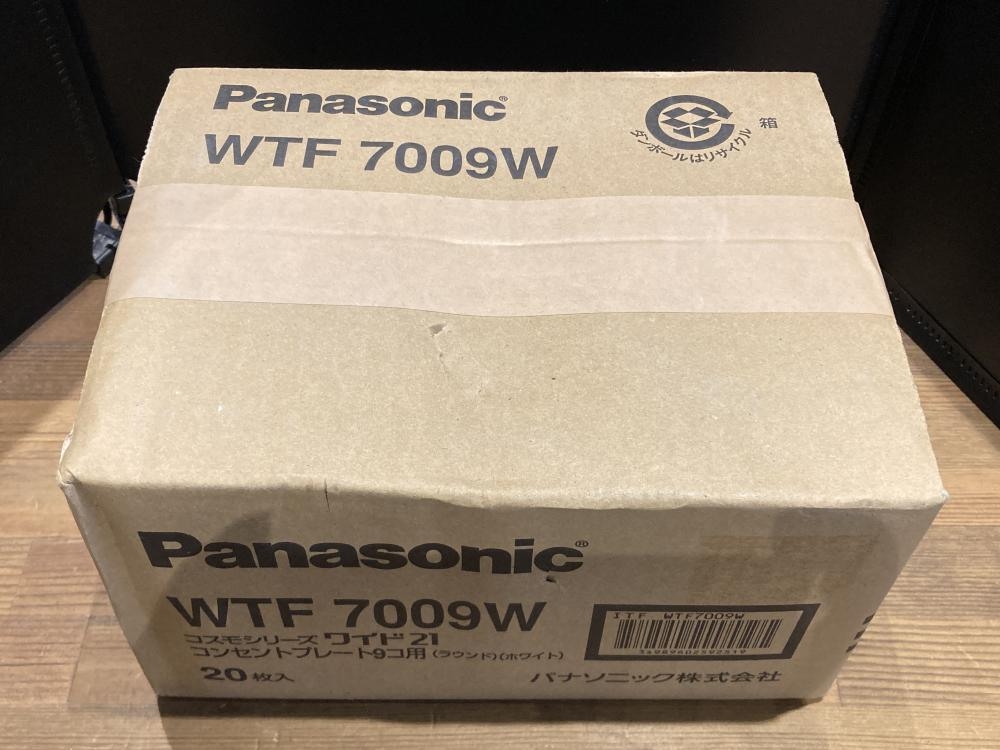 Panasonic®
WTF 7009W
ダンボールはリサイクル
箱
Panasonic®
WTF 7009W
コスモシリーズ ワイド21
コンセントプレート9コ用 (ラウンド)(ホワイト)
20枚入
ITF WTF7009W
パナソニック株式会社